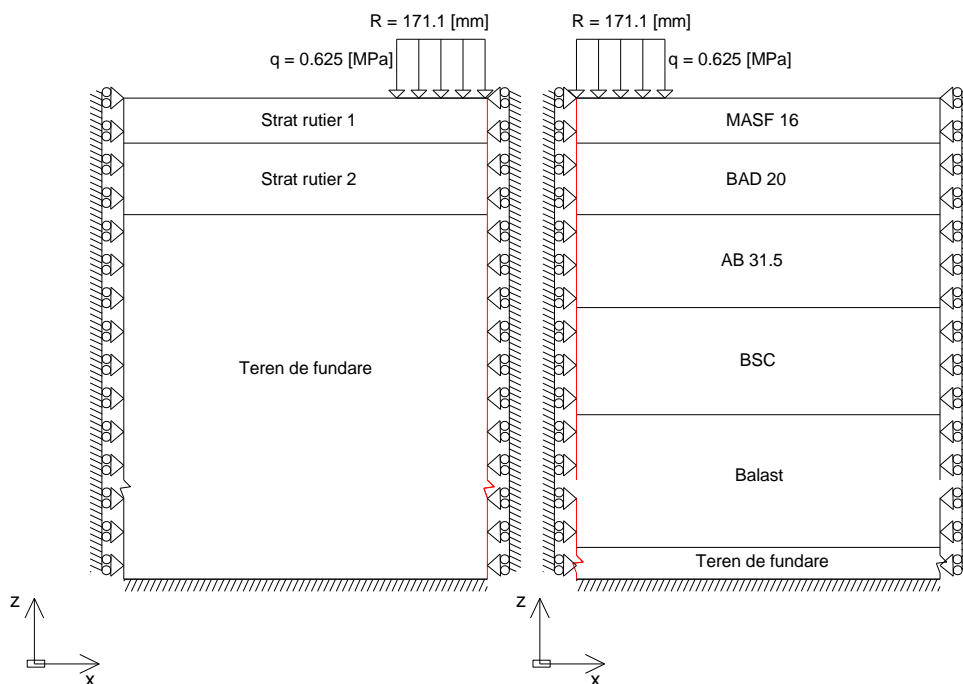 R = 171.1 [mm]
q = 0.625 [MPa]
Strat rutier 1
Strat rutier 2
Teren de fundare
z
x
R = 171.1 [mm]
q = 0.625 [MPa]
MASF 16
BAD 20
AB 31.5
BSC
Balast
Teren de fundare
z
x